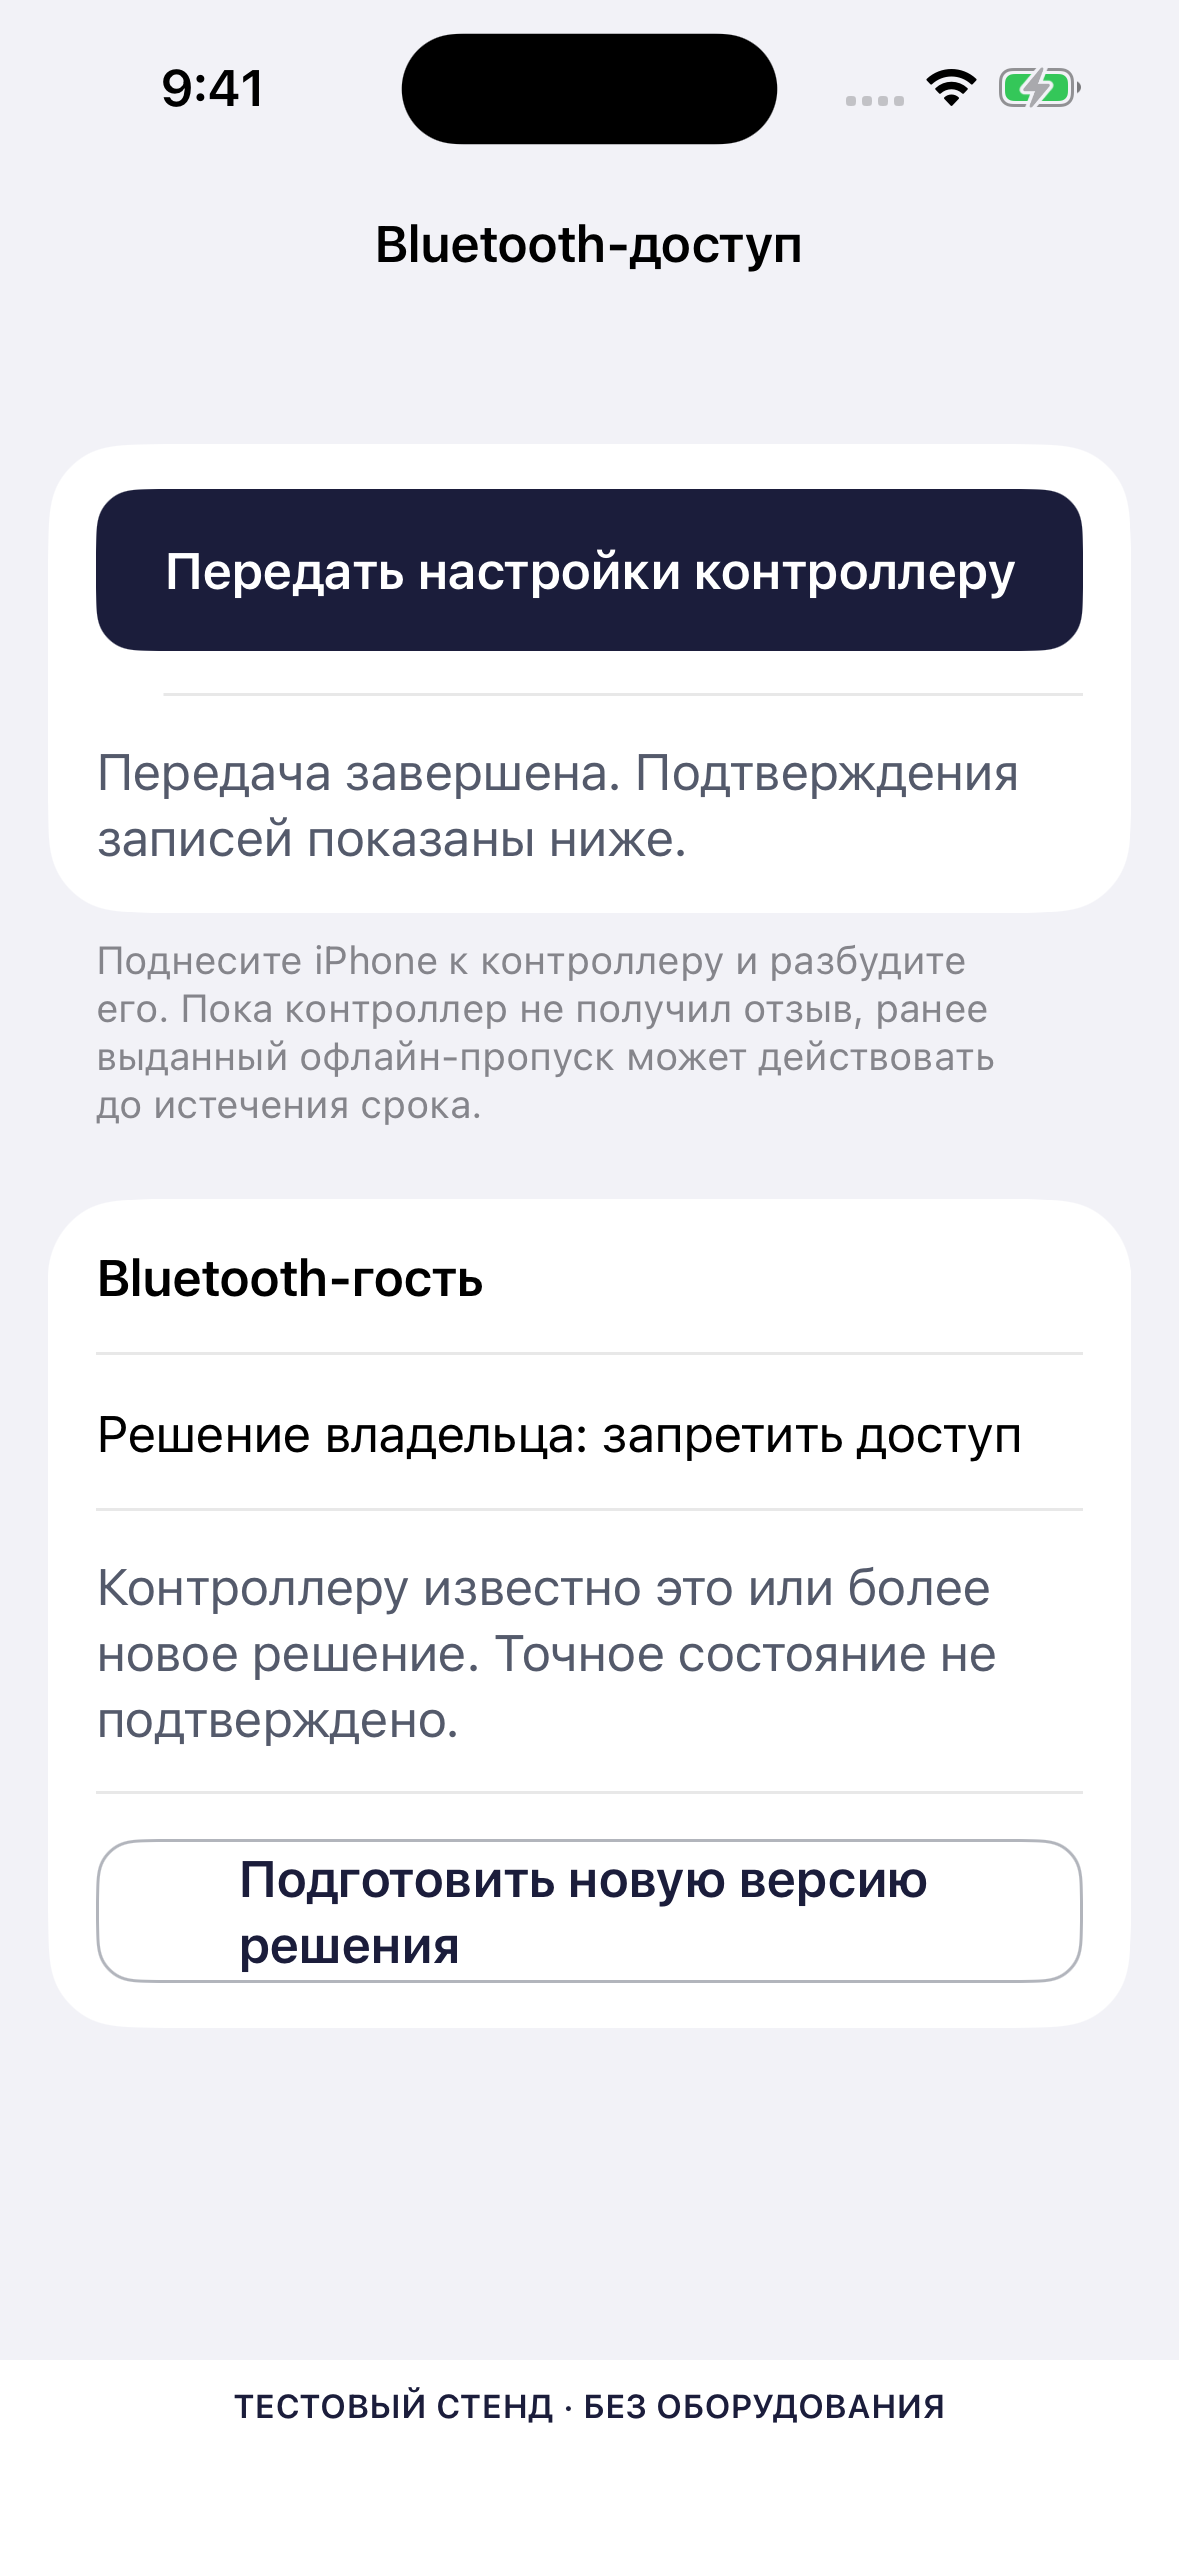 9:41
Bluetooth-доступ
Передать настройки контроллеру
Передача завершена. Подтверждения
записей показаны ниже.
Поднесите iPhone к контроллеру и разбудите
его. Пока контроллер не получил отзыв, ранее
выданный офлайн-пропуск может действовать
до истечения срока.
Bluetooth-гость
Решение владельца: запретить доступ
Контроллеру известно это или более
новое решение. Точное состояние не
подтверждено.
Подготовить новую версию
решения
ТЕСТОВЫЙ СТЕНД · БЕЗ ОБОРУДОВАНИЯ